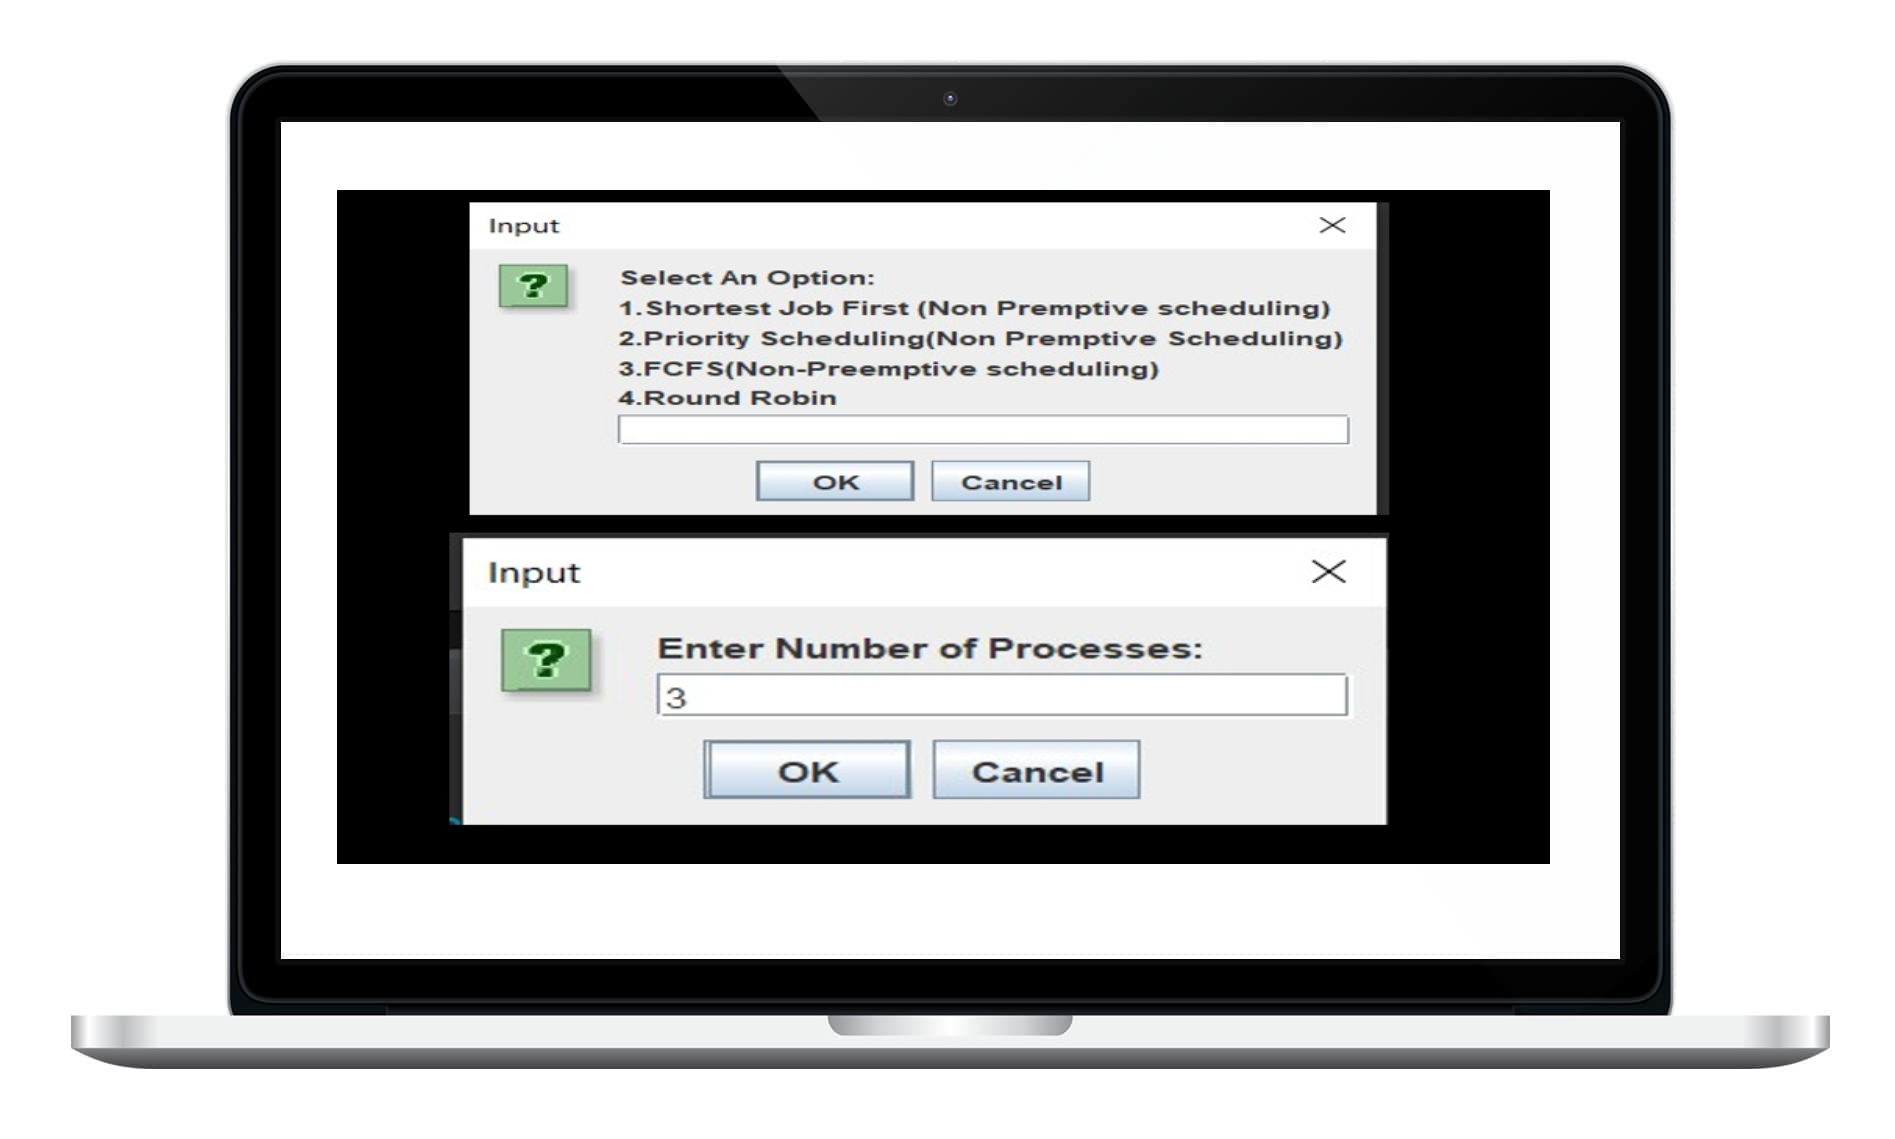 Input
?
Select An Option:
1.Shortest Job First (Non Premptive scheduling)
2.Priority Scheduling(Non Premptive Scheduling)
3.FCFS(Non-Preemptive scheduling)
4.Round Robin
OK Cancel
Input
?
Enter Number of Processes:
3
OK Cancel